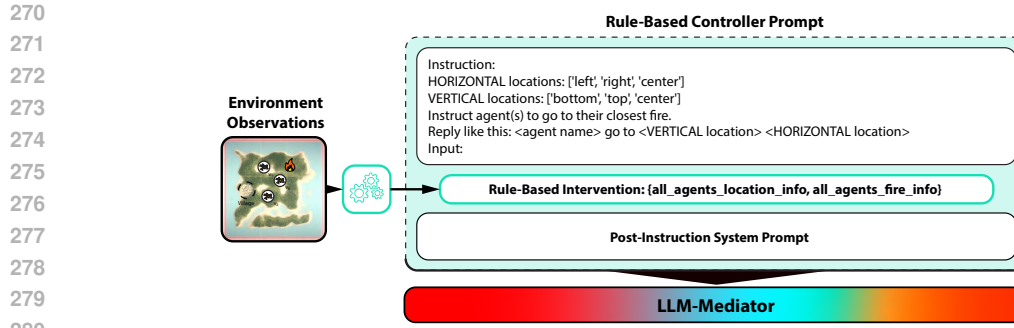 270
271
272
273
274
275
276
277
278
279
Rule-Based Controller Prompt
Instruction:
HORIZONTAL locations: ['left', 'right', 'center']
VERTICAL locations: ['bottom', 'top', 'center']
Instruct agent(s) to go to their closest fire.
Reply like this: <agent name> go to <VERTICAL location> <HORIZONTAL location>
Input:
Environment
Observations
Village
Rule-Based Intervention: {all_agents_location_info, all_agents_fire_info}
Post-Instruction System Prompt
LLM-Mediator